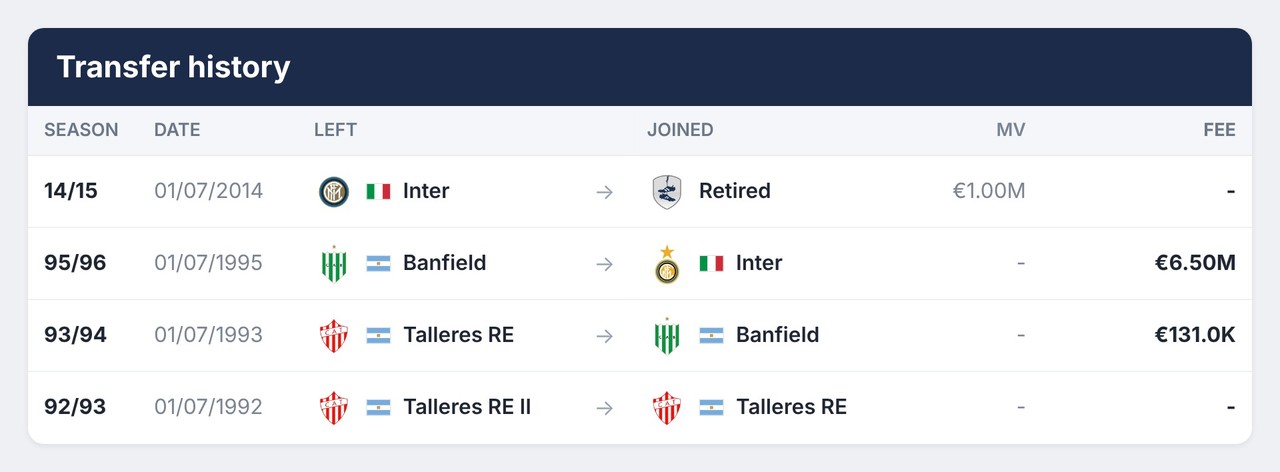 Transfer history
SEASON DATE LEFT JOINED MV FEE
14/15 01/07/2014 Inter → Retired €1.00M -
95/96 01/07/1995 Banfield → Inter - €6.50M
93/94 01/07/1993 Talleres RE → Banfield - €131.0K
92/93 01/07/1992 Talleres RE II → Talleres RE - -